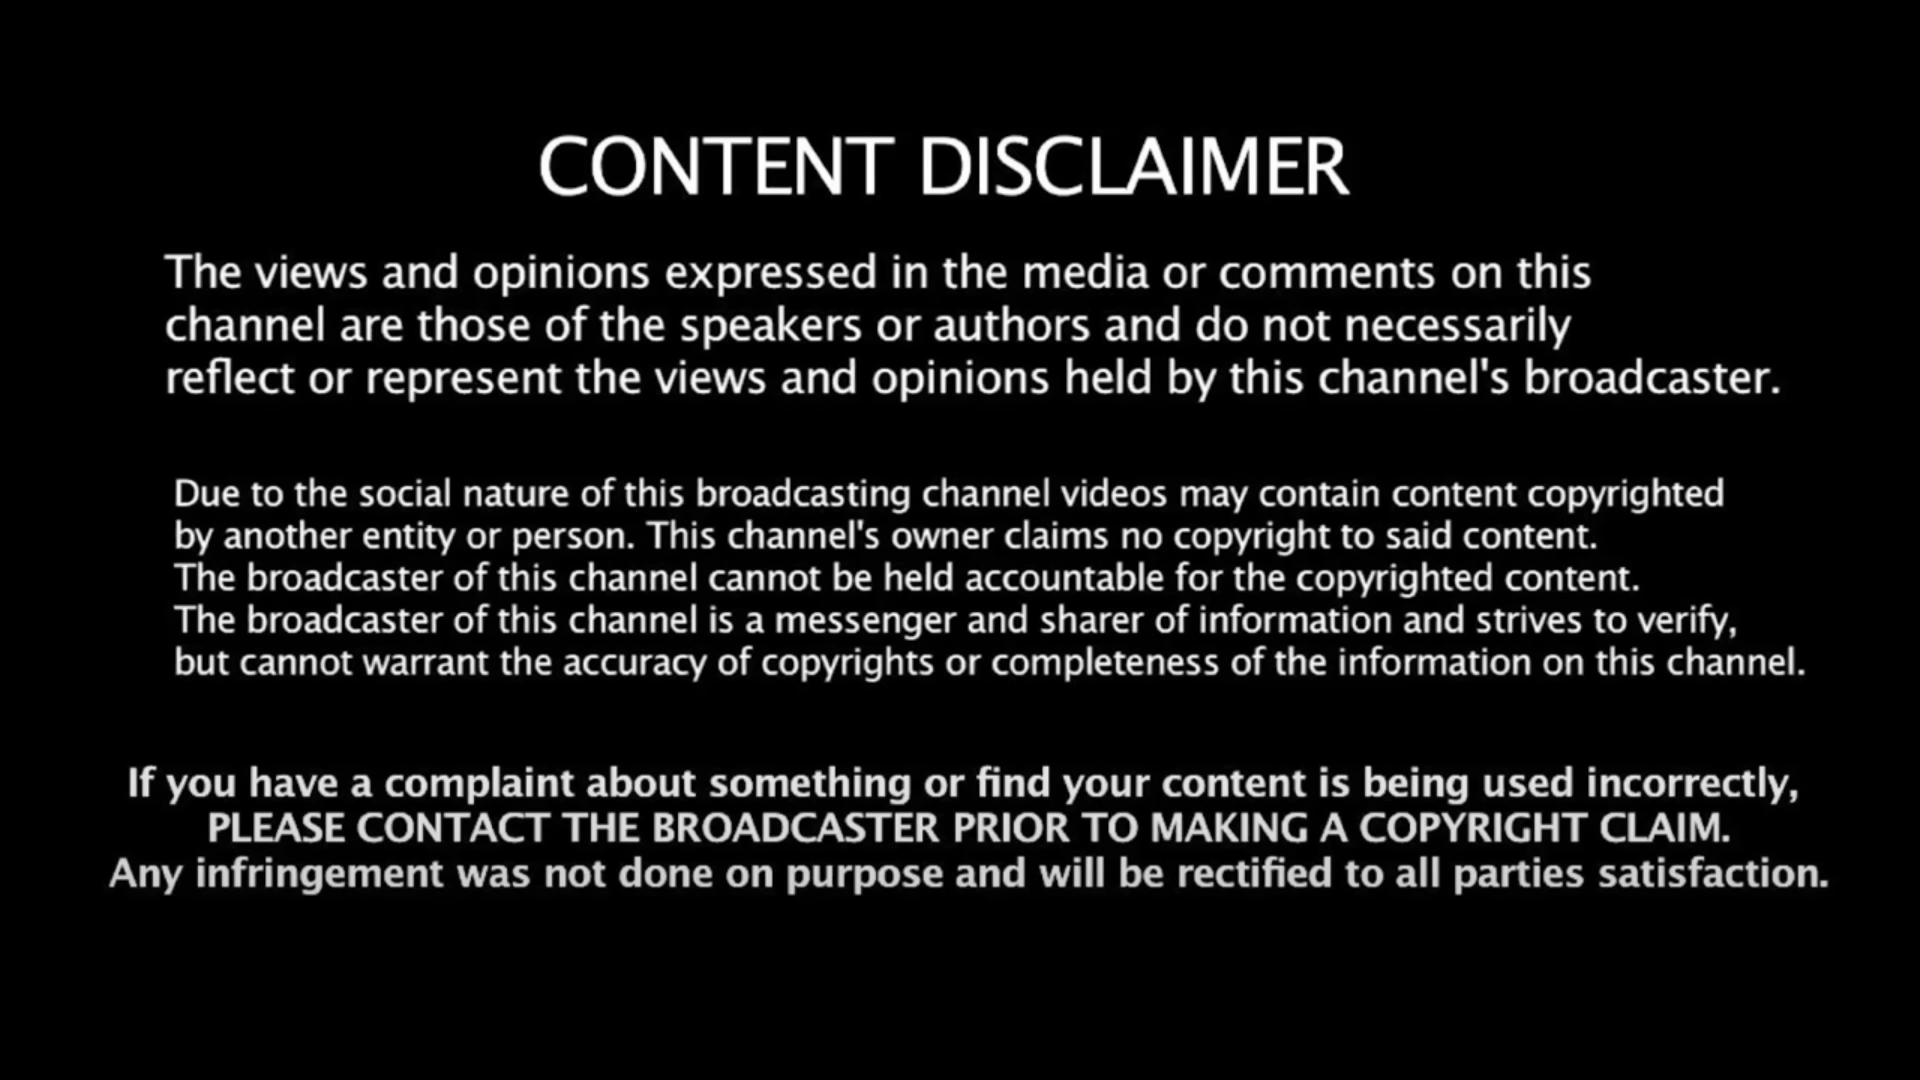 CONTENT DISCLAIMER
The views and opinions expressed in the media or comments on this
channel are those of the speakers or authors and do not necessarily
reflect or represent the views and opinions held by this channel's broadcaster.
Due to the social nature of this broadcasting channel videos may contain content copyrighted
by another entity or person. This channel's owner claims no copyright to said content.
The broadcaster of this channel cannot be held accountable for the copyrighted content.
The broadcaster of this channel is a messenger and sharer of information and strives to verify,
but cannot warrant the accuracy of copyrights or completeness of the information on this channel.
If you have a complaint about something or find your content is being used incorrectly,
PLEASE CONTACT THE BROADCASTER PRIOR TO MAKING A COPYRIGHT CLAIM.
Any infringement was not done on purpose and will be rectified to all parties satisfaction.